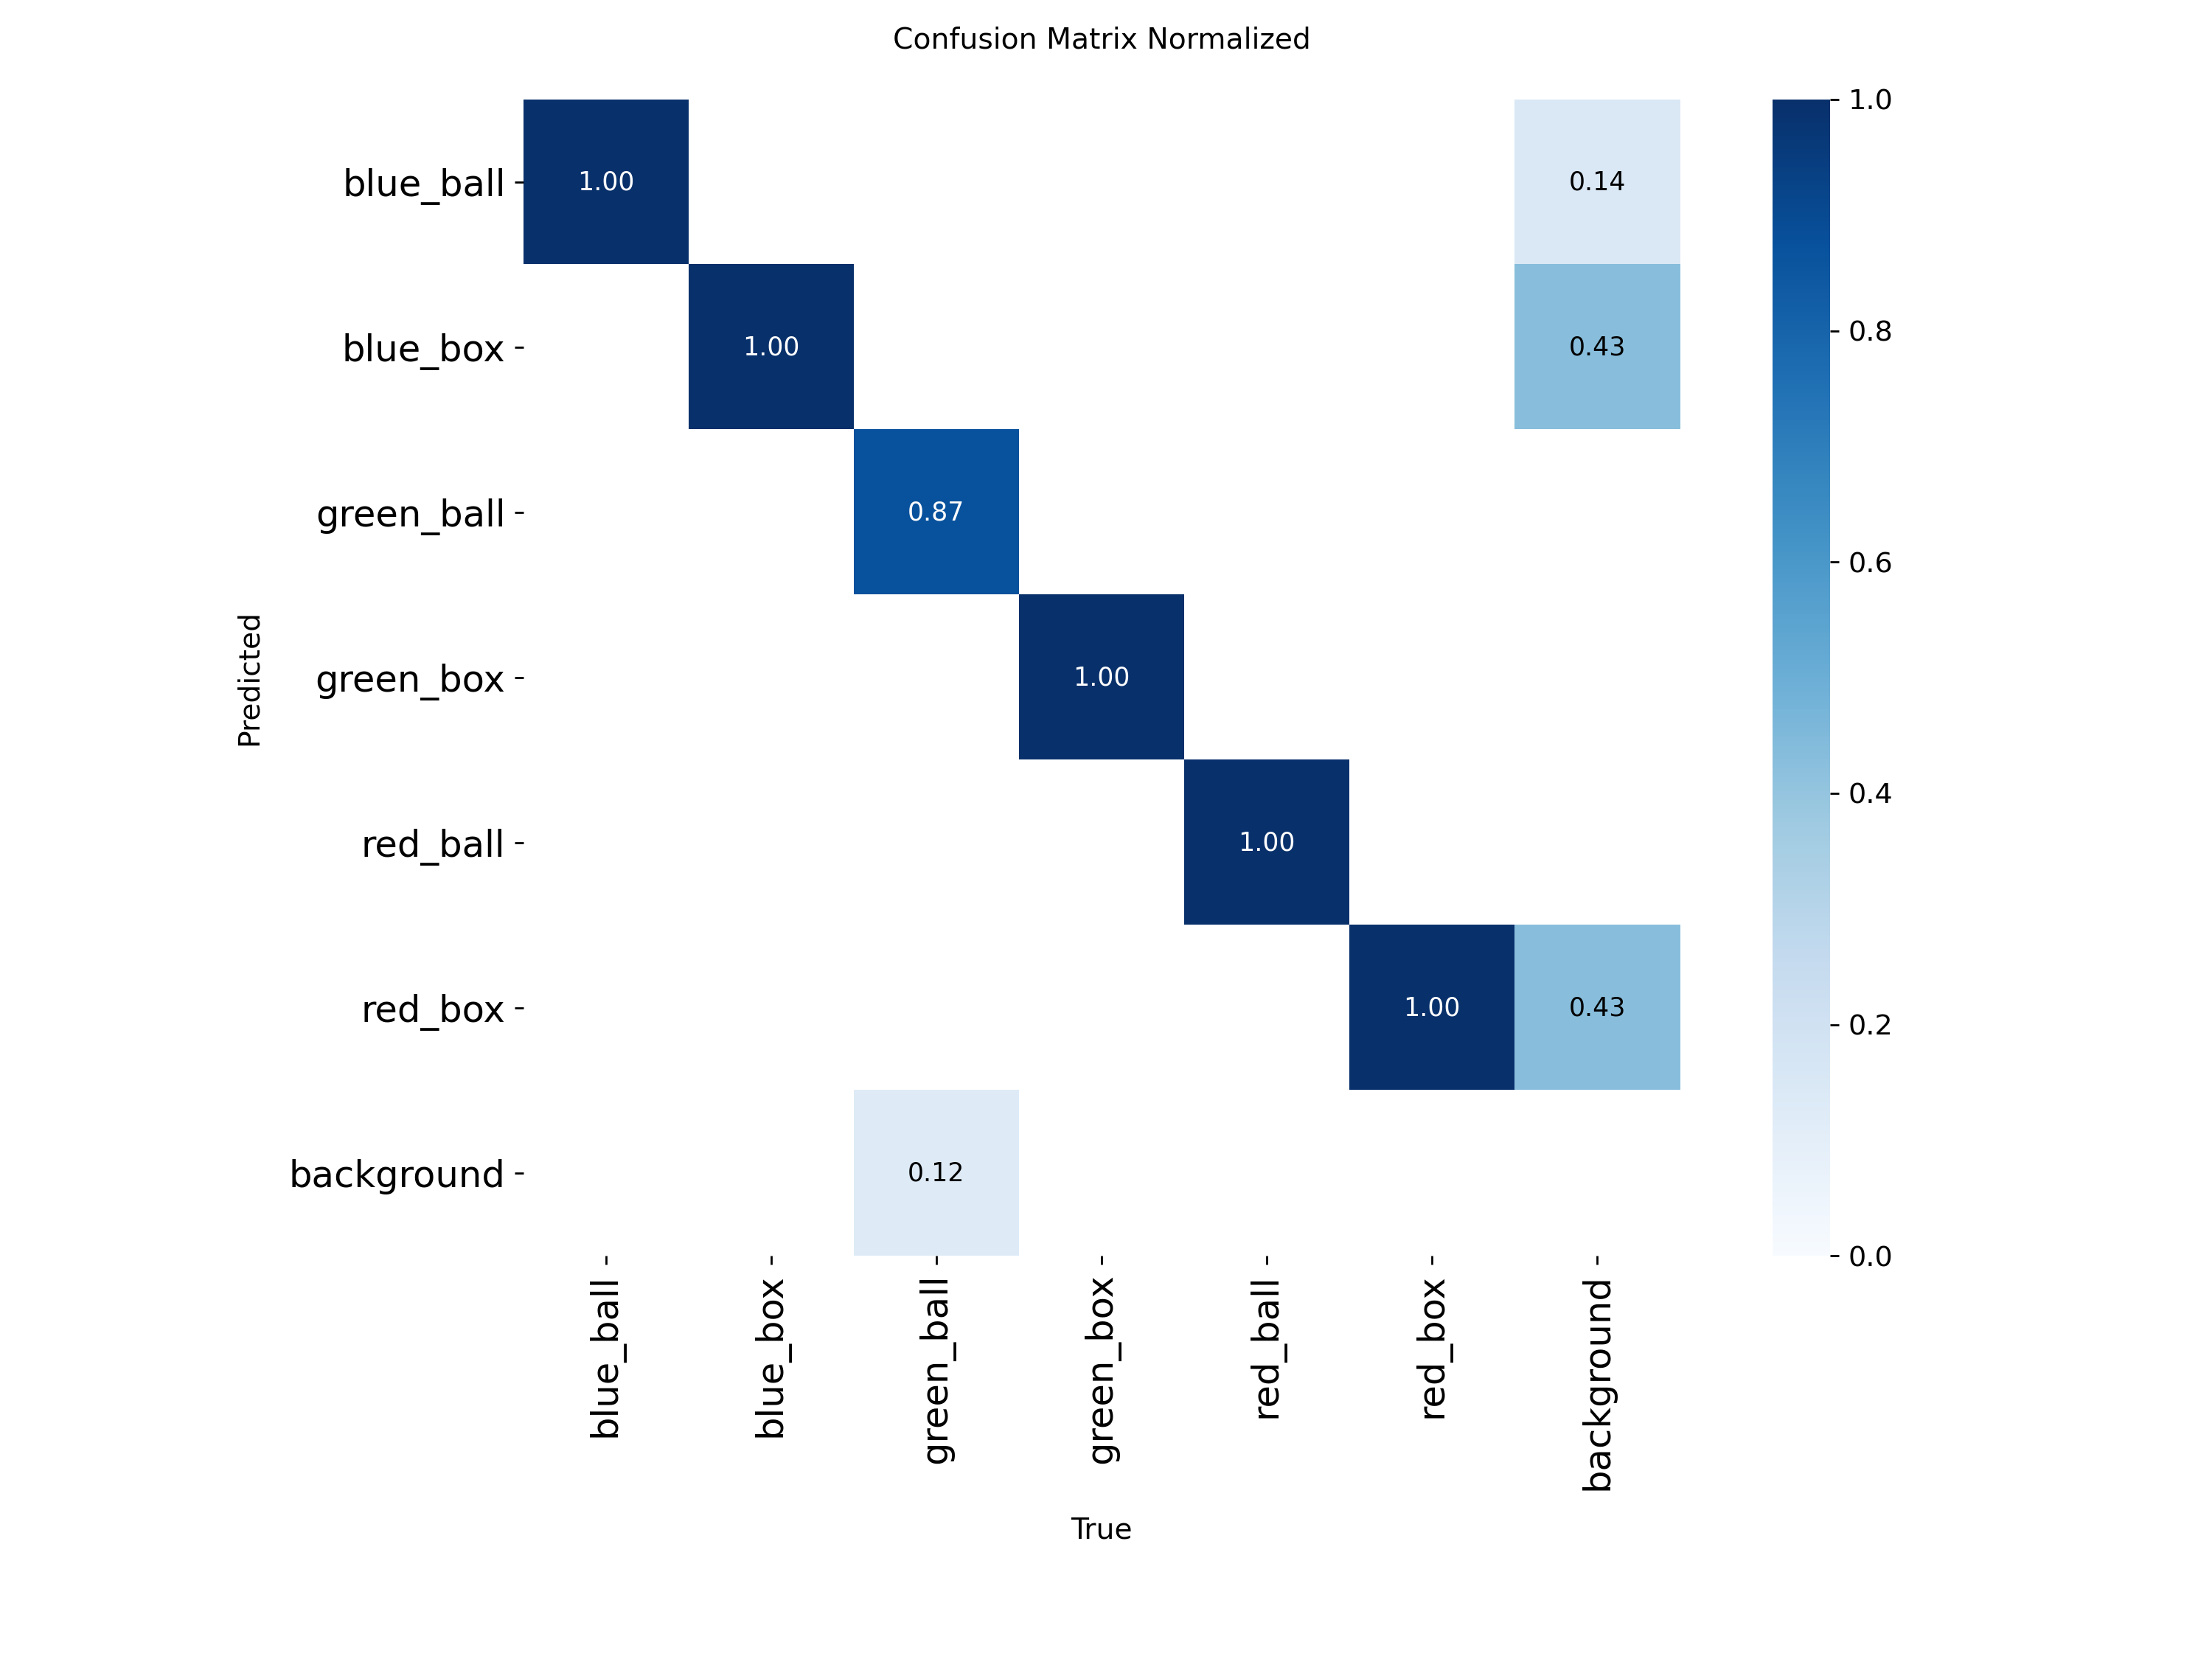 Confusion Matrix Normalized
blue_ball 1.00 0.14
blue_box 1.00 0.43
green_ball 0.87
green_box 1.00
red_ball 1.00
red_box 1.00 0.43
background 0.12
Predicted
blue_ball blue_box green_ball green_box red_ball red_box background
True
1.0
0.8
0.6
0.4
0.2
0.0